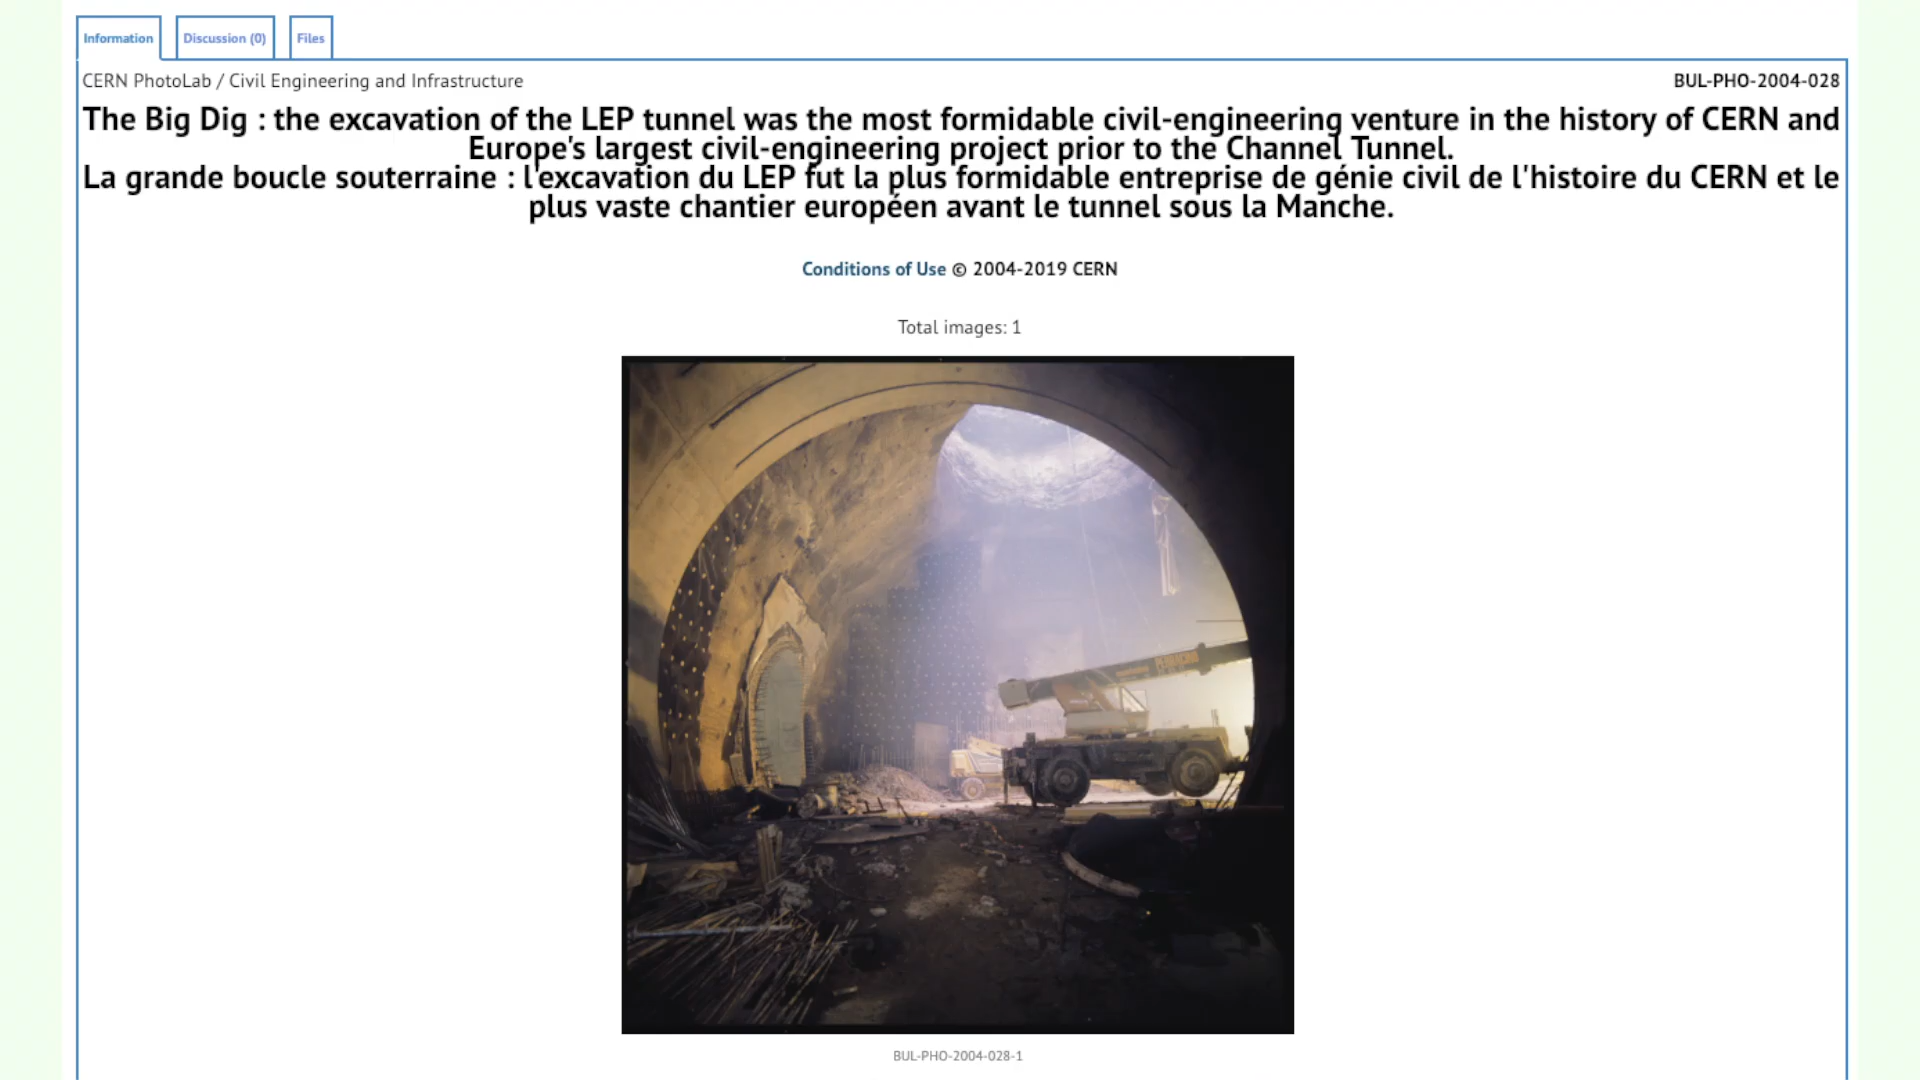 Information Discussion (0) Files
CERN PhotoLab / Civil Engineering and Infrastructure BUL-PHO-2004-028
The Big Dig : the excavation of the LEP tunnel was the most formidable civil-engineering venture in the history of CERN and
Europe's largest civil-engineering project prior to the Channel Tunnel.
La grande boucle souterraine : l'excavation du LEP fut la plus formidable entreprise de génie civil de l'histoire du CERN et le
plus vaste chantier européen avant le tunnel sous la Manche.
Conditions of Use © 2004-2019 CERN
Total images: 1
BUL-PHO-2004-028-1